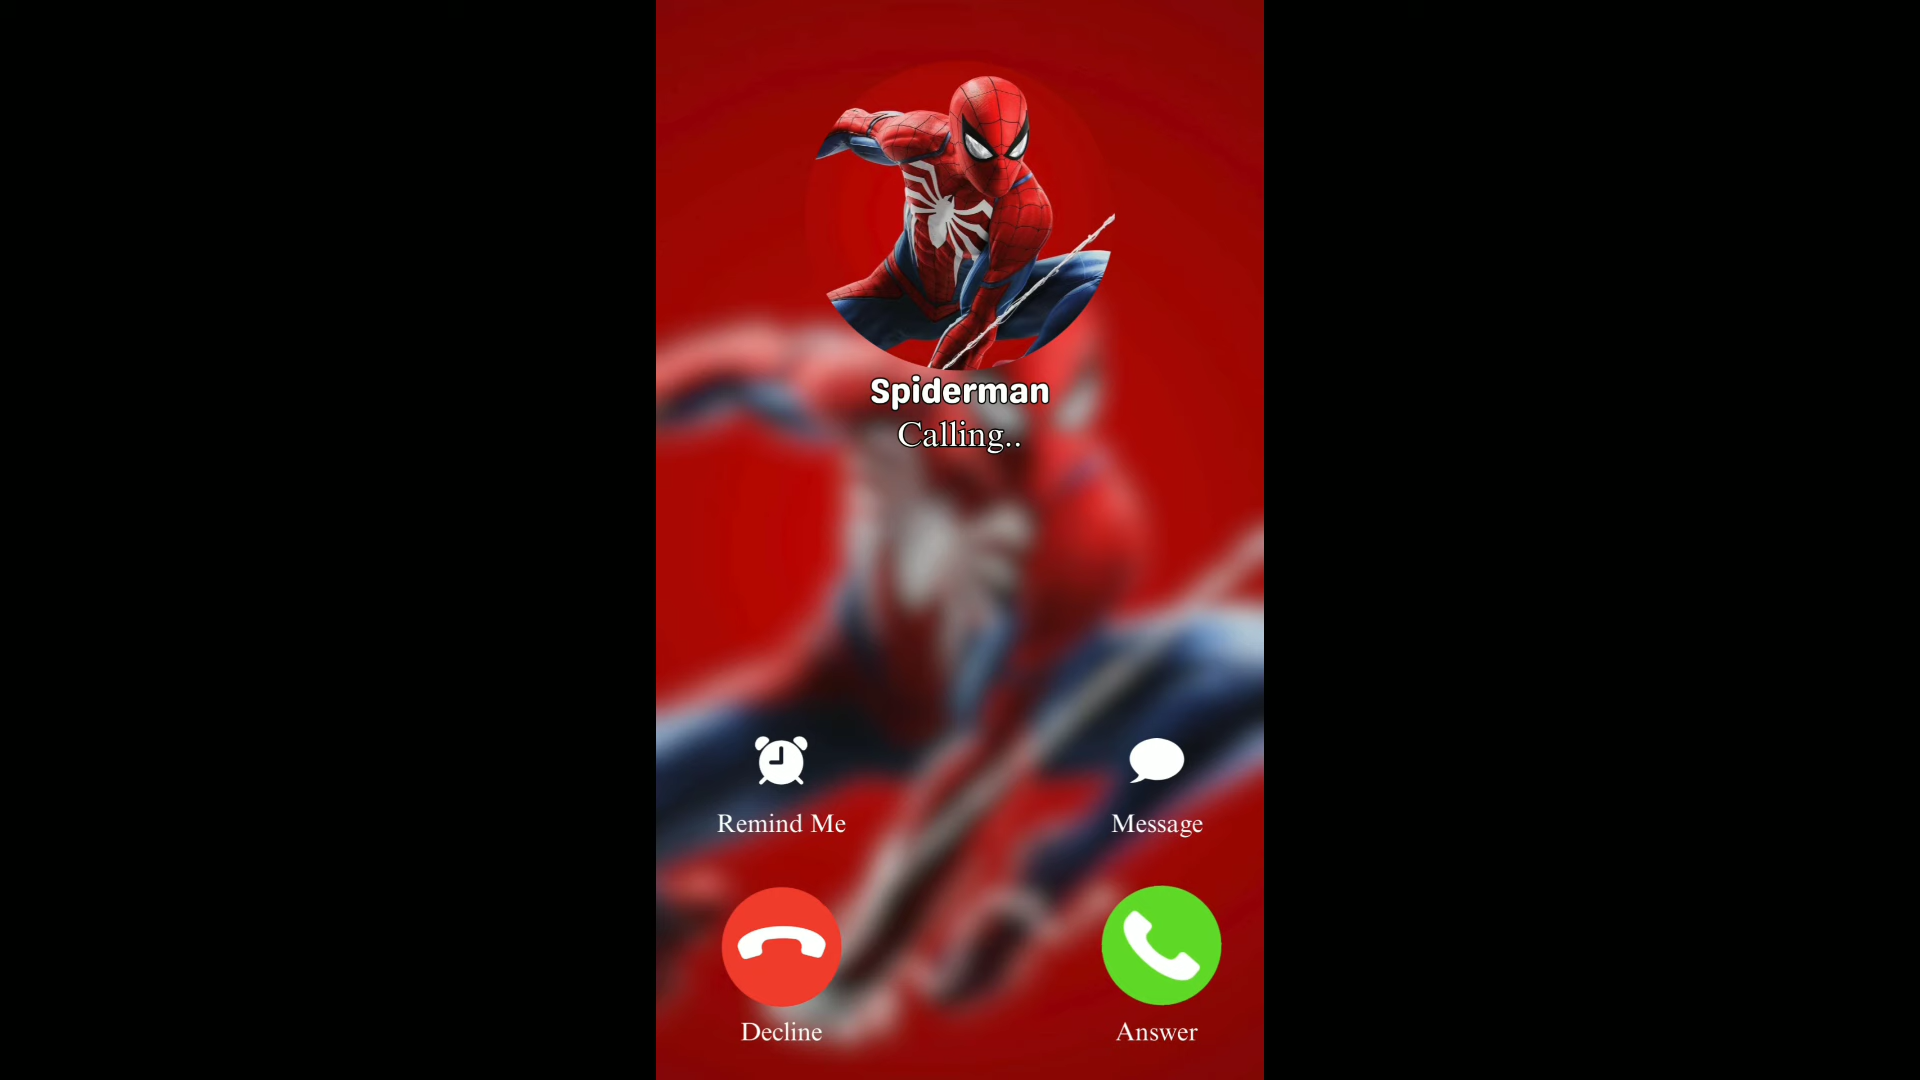 Spiderman
Calling..
Remind Me
Message
Decline
Answer